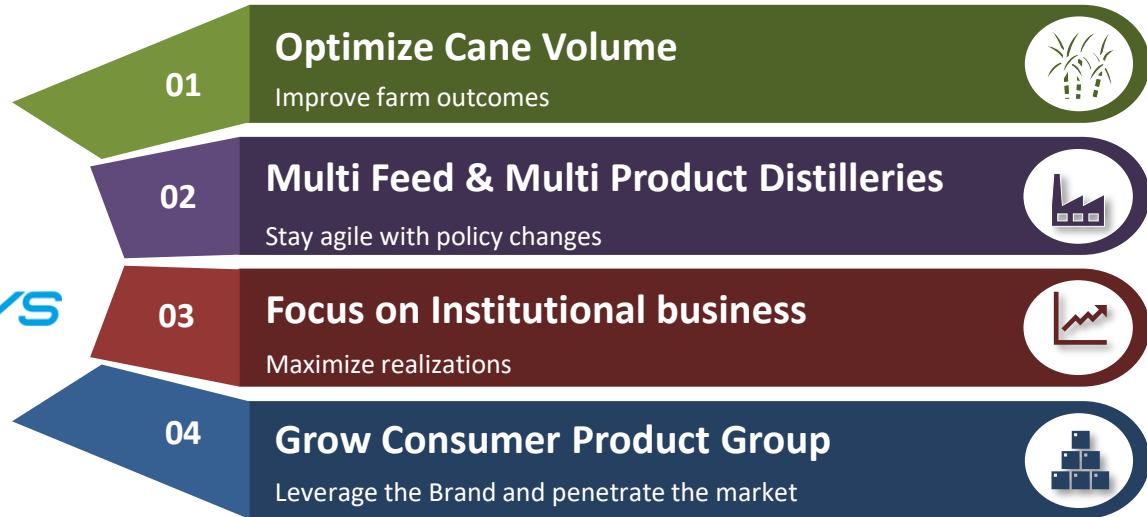 01
Optimize Cane Volume
Improve farm outcomes
02
Multi Feed & Multi Product Distilleries
Stay agile with policy changes
03
Focus on Institutional business
Maximize realizations
04
Grow Consumer Product Group
Leverage the Brand and penetrate the market